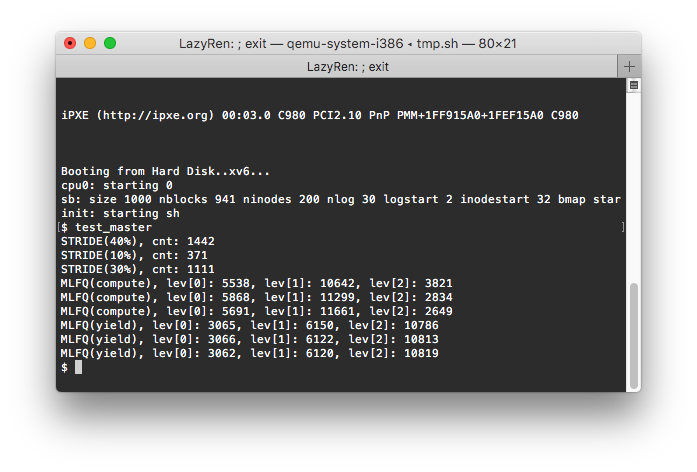 LazyRen: ; exit — qemu-system-i386 ◂ tmp.sh — 80×21
LazyRen: ; exit
iPXE (http://ipxe.org) 00:03.0 C980 PCI2.10 PnP PMM+1FF915A0+1FEF15A0 C980
Booting from Hard Disk..xv6...
cpu0: starting 0
sb: size 1000 nblocks 941 ninodes 200 nlog 30 logstart 2 inodestart 32 bmap star
init: starting sh
[$ test_master ]
STRIDE(40%), cnt: 1442
STRIDE(10%), cnt: 371
STRIDE(30%), cnt: 1111
MLFQ(compute), lev[0]: 5538, lev[1]: 10642, lev[2]: 3821
MLFQ(compute), lev[0]: 5868, lev[1]: 11299, lev[2]: 2834
MLFQ(compute), lev[0]: 5691, lev[1]: 11661, lev[2]: 2649
MLFQ(yield), lev[0]: 3065, lev[1]: 6150, lev[2]: 10786
MLFQ(yield), lev[0]: 3066, lev[1]: 6122, lev[2]: 10813
MLFQ(yield), lev[0]: 3062, lev[1]: 6120, lev[2]: 10819
$